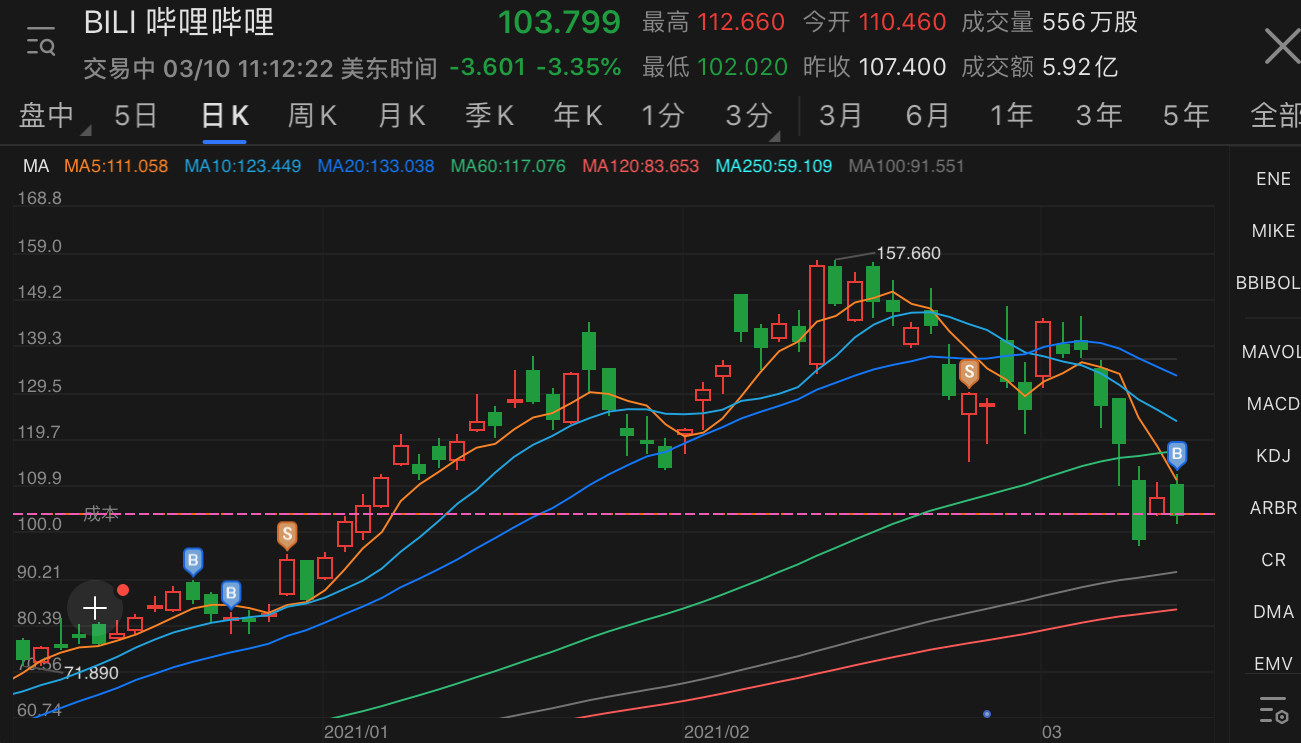 BILI 哔哩哔哩 103.799 最高 112.660 今开 110.460 成交量 556万股
交易中 03/10 11:12:22 美东时间 -3.601 -3.35% 最低 102.020 昨收 107.400 成交额 5.92亿
盘中 5日 日K 周K 月K 季K 年K 1分 3分 3月 6月 1年 3年 5年 全部
MA MA5:111.058 MA10:123.449 MA20:133.038 MA60:117.076 MA120:83.653 MA250:59.109 MA100:91.551
ENE
168.8
MIKE
159.0
157.660
BBIBOL
149.2
139.3
MAVOL
S
129.5
MACD
119.7
B
KDJ
109.9
成本
ARBR
100.0
S
B
CR
90.21
B
DMA
80.39
70.56
71.890
EMV
60.74
2021/01 2021/02 03